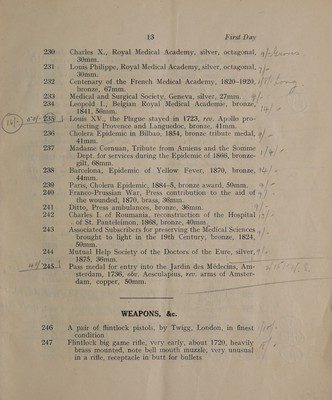 13 First Day
230 Charles X., Royal Medical Academy, silver, octagonal,
30mm.
231 Louis Philippe, Royal Medical Academy, silver, octagonal,
30mm.
232 Centenary of the French Medical Academy, 1820-1920,
bronze, 67mm.
233 Medical and Surgical Society, Geneva, silver, 27mm.
234 Leopold I., Belgian Royal Medical Academie, bronze,
1841, 56mm.
235 Louis XV., the Plague stayed in 1723, rev. Apollo pro-
tecting Provence and Languedoc, bronze, 41mm.
236 Cholera Epidemic in Bilbao, 1854, bronze tribute medal,
41mm.
237 Madame Cornuan, Tribute from Amiens and the Somme
Dept. for services during the Epidemic of 1866, bronze-
gilt, 68mm.
238 Barcelona, Epidemic of Yellow Fever, 1870, bronze,
44mm.
239 Paris, Cholera Epidemic, 1884-5, bronze award, 50mm.
240 Franco-Prussian War, Press contribution to the aid of
the wounded, 1870, brass, 36mm.
241 Ditto, Press ambulances, bronze, 36mm.
242 Charles I. of Roumania, reconstruction of the Hospital
of St. Panteleimon, 1868, bronze, 40mm.
243 Associated Subscribers for preserving the Medical Sciences
brought to light in the 19th Century, bronze, 1824,
50mm.
244 Mutual Help Society of the Doctors of the Eure, silver,
1875, 36mm.
245 Pass medal for entry into the Jardin des Médecins, Am-
sterdam, 1736, obv. Aesculapius, rev. arms of Amster-
dam, copper, 50mm.
WEAPONS, &c.
246 A pair of flintlock pistols, by Twigg, London, in finest
condition
247 Flintlock big game rifle, very early, about 1720, heavily
brass mounted, note bell mouth muzzle, very unusual
in a rifle, receptacle in butt for bullets